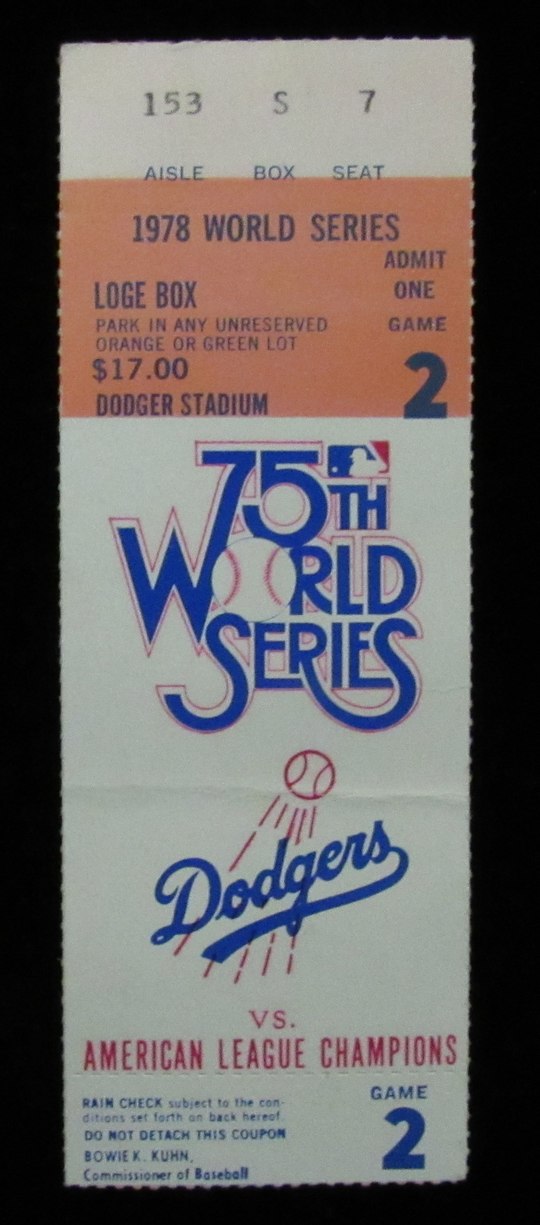 153 S 7
AISLE BOX SEAT
1978 WORLD SERIES
ADMIT
LOGE BOX ONE
PARK IN ANY UNRESERVED GAME
ORANGE OR GREEN LOT
$17.00 2
DODGER STADIUM
75TH
WORLD
SERIES
Dodgers
VS.
AMERICAN LEAGUE CHAMPIONS
RAIN CHECK subject to the con- GAME
ditions set forth on back hereof.
DO NOT DETACH THIS COUPON 2
BOWIE K. KUHN,
Commissioner of Baseball